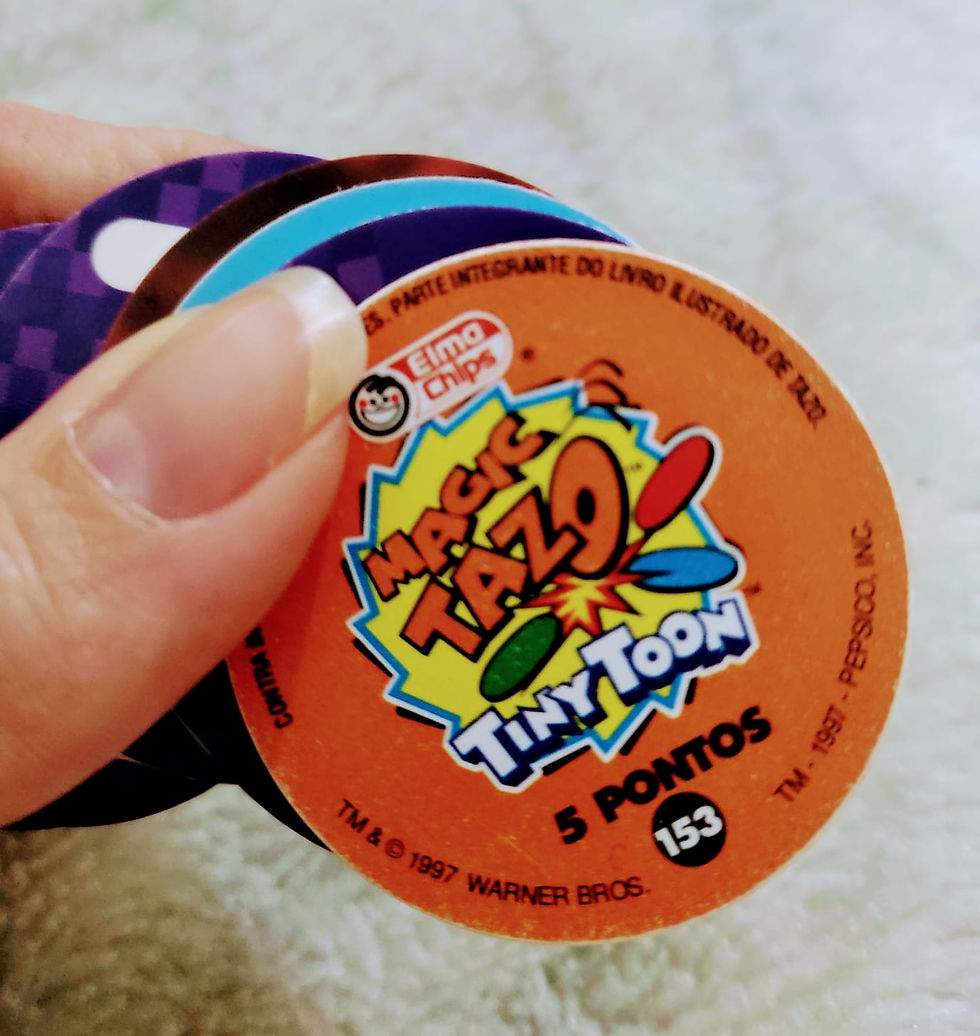 ES. PARTE INTEGRANTE DO LIVRO ILUSTRADO DE TAZO.
Elma
Chips
MAGIC
TAZO
TINY TOON
5 PONTOS
153
CONTRA
TM & © 1997 WARNER BROS.
TM - 1997 - PEPSICO, INC.